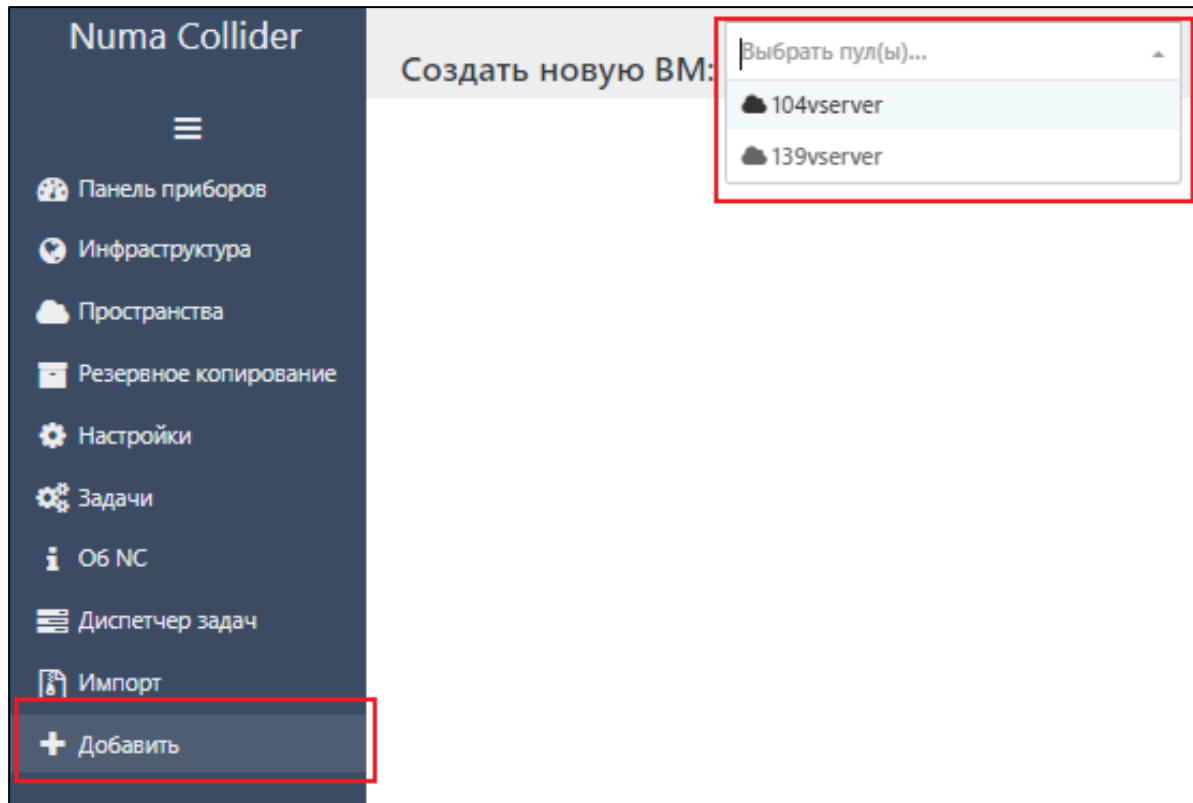 Numa Collider
Создать новую ВМ:
Выбрать пул(ы)...
104vserver
139vserver
Панель приборов
Инфраструктура
Пространства
Резервное копирование
Настройки
Задачи
Об NC
Диспетчер задач
Импорт
Добавить